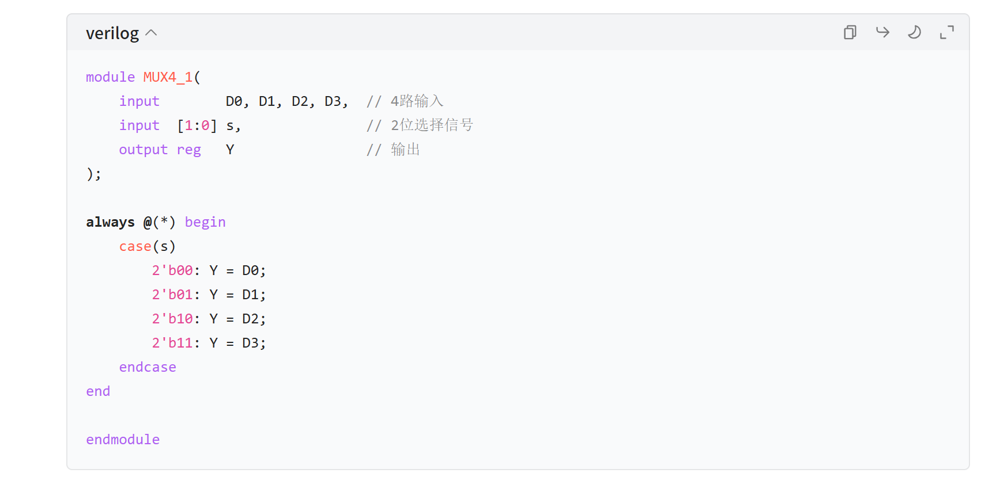 verilog
module MUX4_1(
    input        D0, D1, D2, D3,  // 4路输入
    input  [1:0] s,               // 2位选择信号
    output reg   Y                // 输出
);
always @(*) begin
    case(s)
        2'b00: Y = D0;
        2'b01: Y = D1;
        2'b10: Y = D2;
        2'b11: Y = D3;
    endcase
end
endmodule